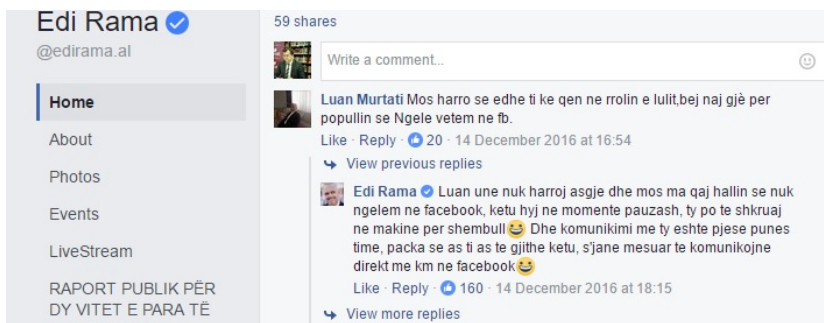 Edi Rama
@edirama.al
Home
About
Photos
Events
LiveStream
RAPORT PUBLIK PËR
DY VITET E PARA TË
59 shares
Write a comment...
Luan Murtati Mos harro se edhe ti ke qen ne rrolin e lulit,bej naj gjè per
popullin se Ngele vetem ne fb.
Like · Reply · 20 · 14 December 2016 at 16:54
View previous replies
Edi Rama Luan une nuk harroj asgje dhe mos ma qaj hallin se nuk
ngelem ne facebook, ketu hyj ne momente pauzash, ty po te shkruaj
ne makine per shembull😆 Dhe komunikimi me ty eshte pjese punes
time, packa se as ti as te gjithe ketu, s'jane mesuar te komunikojne
direkt me km ne facebook😆
Like · Reply · 160 · 14 December 2016 at 18:15
View more replies